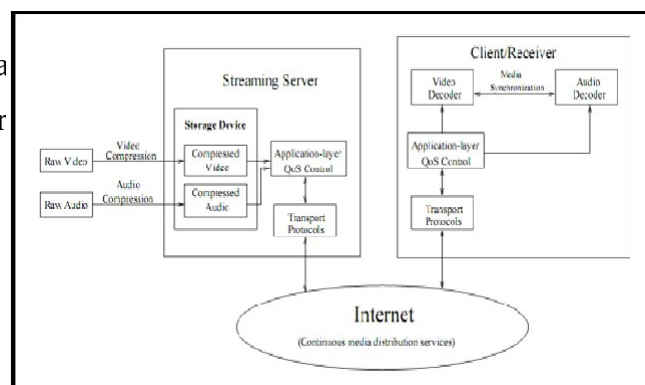 a
r
Streaming Server
Storage Device
Raw Video
Video
Compression
Compressed
Video
Application-layer
QoS Control
Raw Audio
Audio
Compression
Compressed
Audio
Transport
Protocols
Client/Receiver
Video
Decoder
Media
Synchronization
Audio
Decoder
Application-layer
QoS Control
Transport
Protocols
Internet
(Continuous media distribution services)